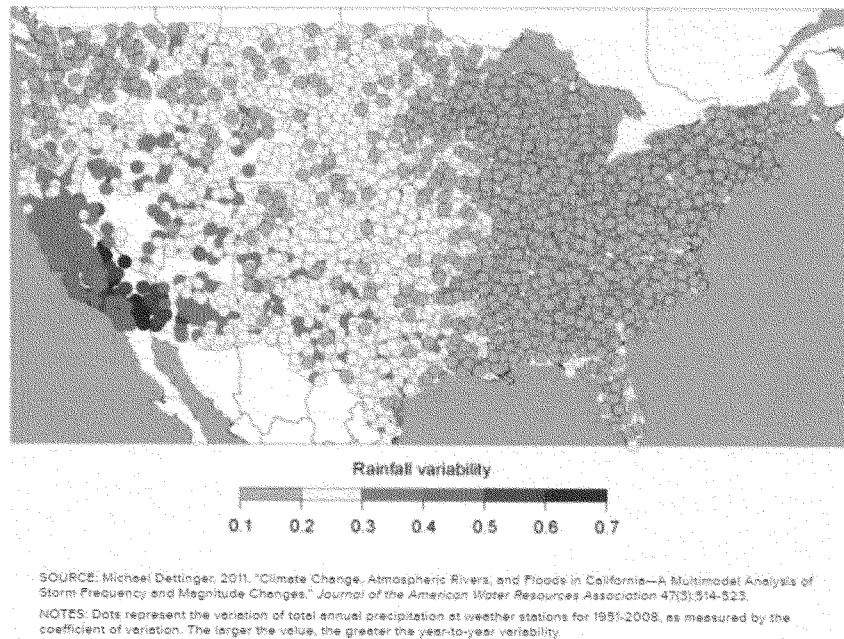 Rainfall variability
0.1 0.2 0.3 0.4 0.5 0.6 0.7
SOURCE: Michael Dettinger, 2011. "Climate Change, Atmospheric Rivers, and Floods in California—A Multimodel Analysis of
Storm Frequency and Magnitude Changes." Journal of the American Water Resources Association 47(3):514-523.
NOTES: Dots represent the variation of total annual precipitation at weather stations for 1951-2008, as measured by the
coefficient of variation. The larger the value, the greater the year-to-year variability.